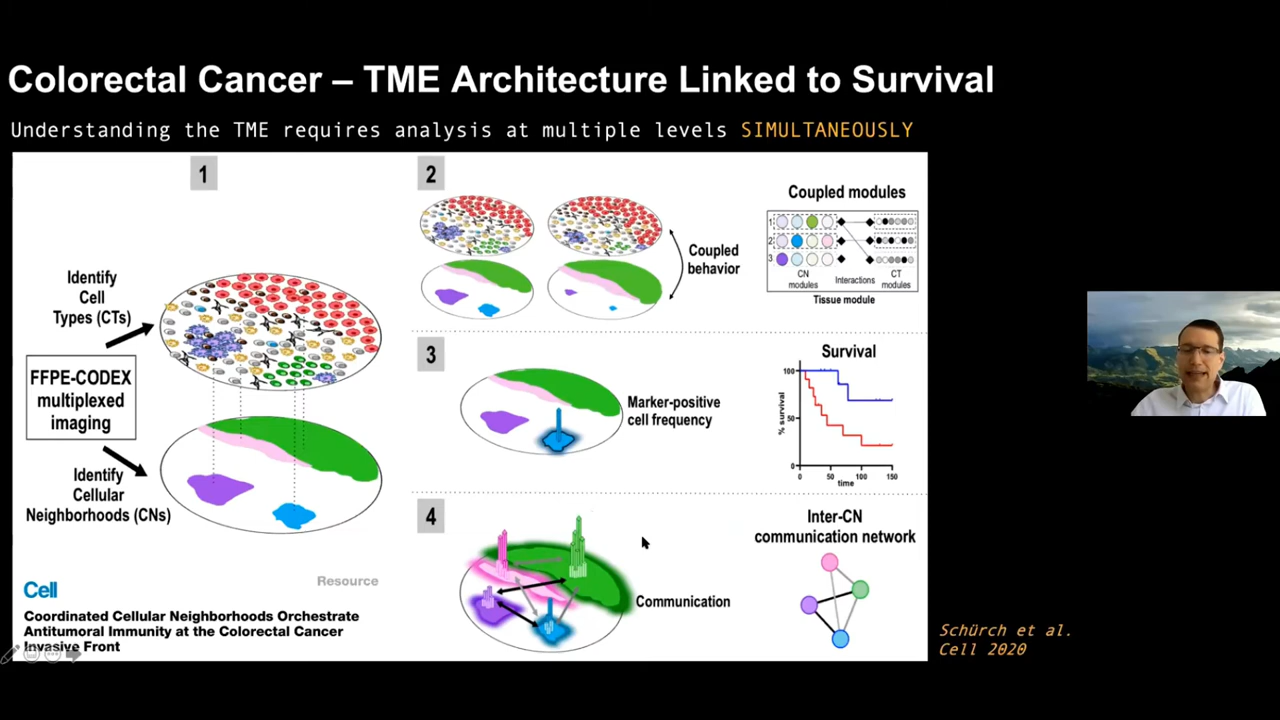 Colorectal Cancer – TME Architecture Linked to Survival
Understanding the TME requires analysis at multiple levels SIMULTANEOUSLY
1
Identify
Cell
Types (CTs)
FFPE-CODEX
multiplexed
imaging
Identify
Cellular
Neighborhoods (CNs)
Cell
Resource
Coordinated Cellular Neighborhoods Orchestrate
Antitumoral Immunity at the Colorectal Cancer
Invasive Front
2
Coupled
behavior
Coupled modules
1
2
3
CN
modules
Interactions
CT
modules
Tissue module
3
Marker-positive
cell frequency
Survival
% survival
100
50
0
0
50
100
150
time
4
Communication
Inter-CN
communication network
Schürch et al.
Cell 2020